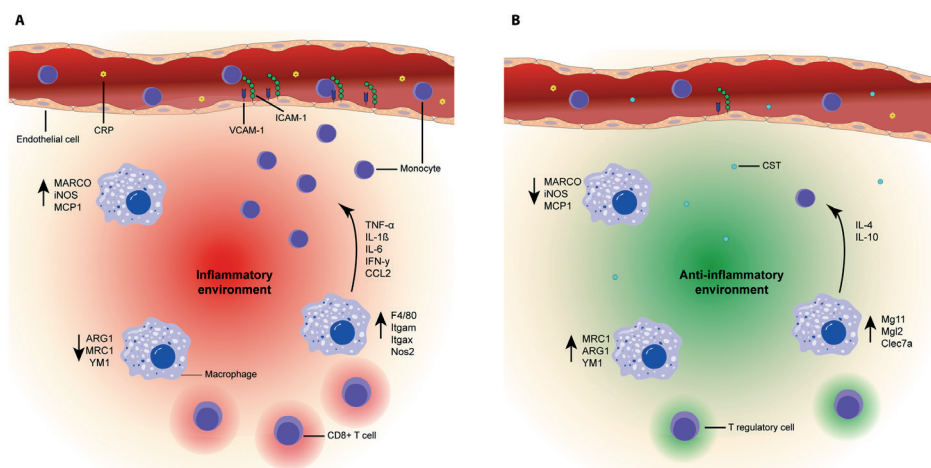 A
Endothelial cell
CRP
VCAM-1
ICAM-1
Monocyte
MARCO
iNOS
MCP1
TNF-α
IL-1ß
IL-6
IFN-y
CCL2
Inflammatory
environment
F4/80
Itgam
Itgax
Nos2
ARG1
MRC1
YM1
Macrophage
CD8+ T cell
B
CST
MARCO
iNOS
MCP1
IL-4
IL-10
Anti-inflammatory
environment
Mg11
Mgl2
Clec7a
MRC1
ARG1
YM1
T regulatory cell